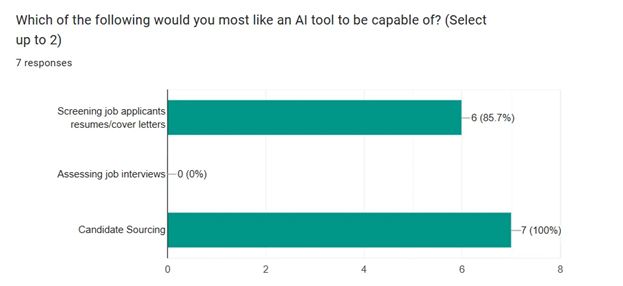 Which of the following would you most like an AI tool to be capable of? (Select
up to 2)
7 responses
Screening job applicants
resumes/cover letters
6 (85.7%)
Assessing job interviews
0 (0%)
Candidate Sourcing
7 (100%)
0
2
4
6
8